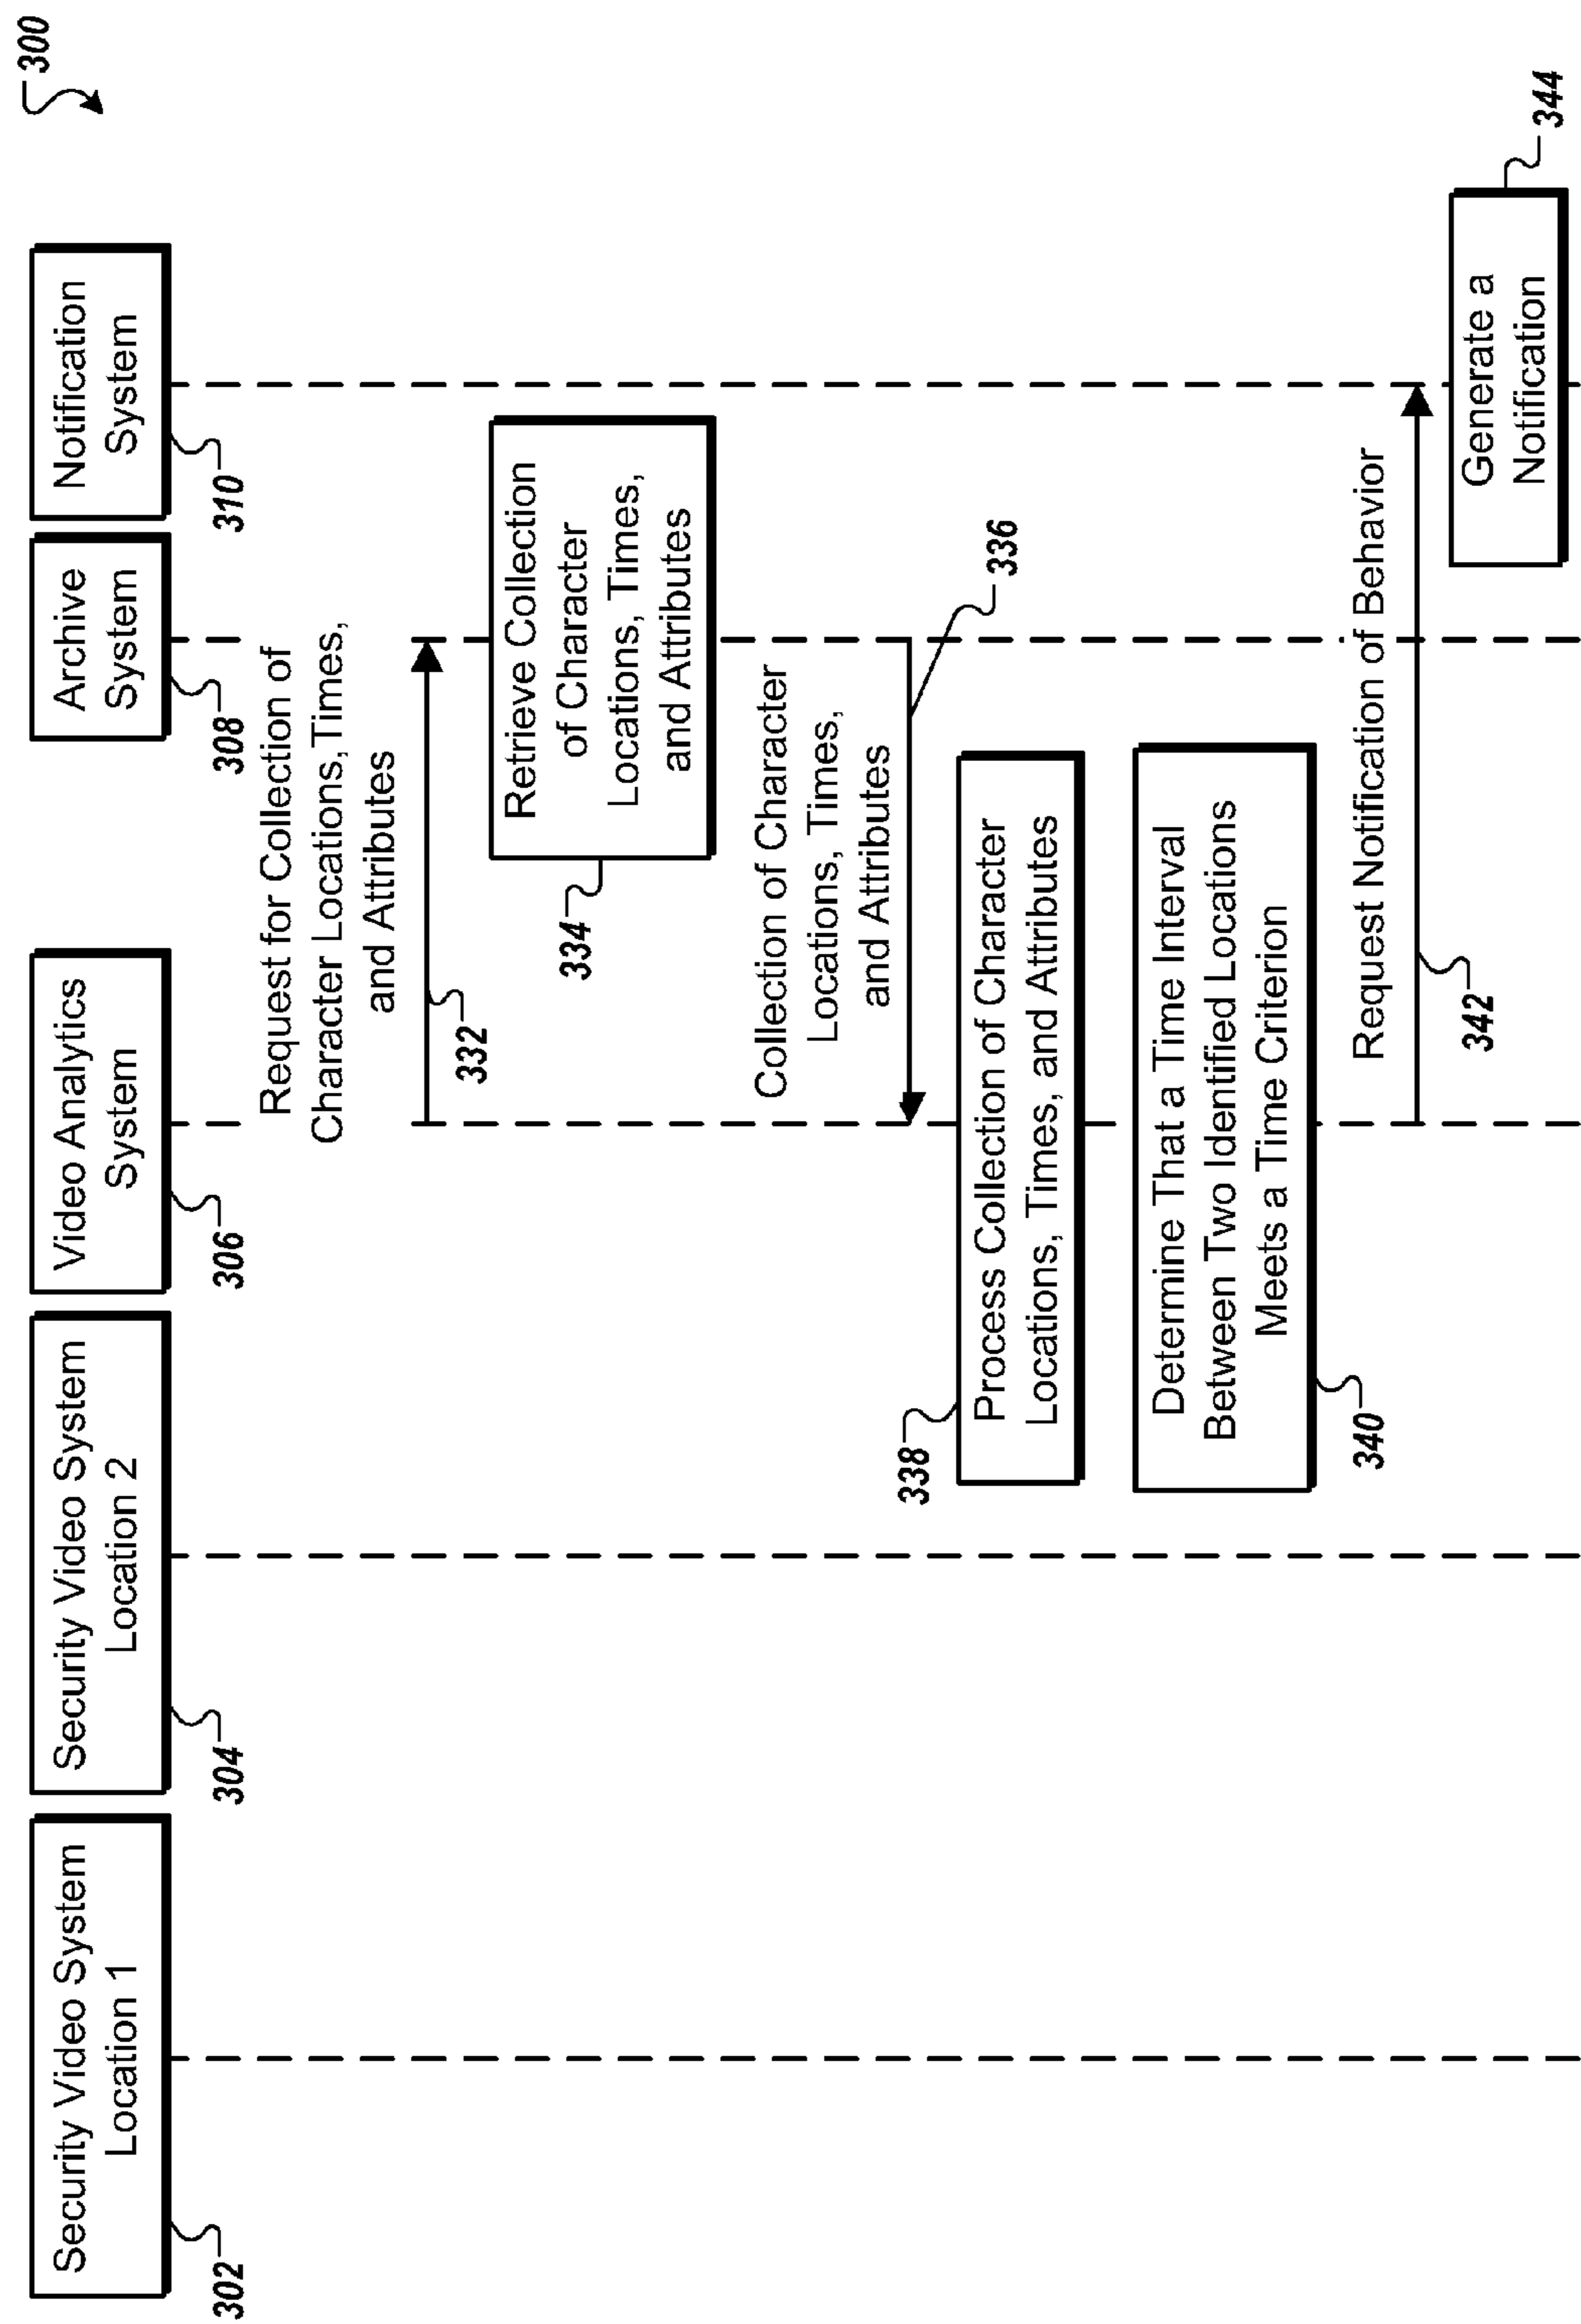 300
Security Video System
Location 1
302
Security Video System
Location 2
304
Video Analytics
System
306
Archive
System
308
Notification
System
310
Request for Collection of
Character Locations,Times,
and Attributes
332
Retrieve Collection
of Character
Locations, Times,
and Attributes
334
Collection of Character
Locations, Times,
and Attributes
336
Process Collection of Character
Locations, Times, and Attributes
338
Determine That a Time Interval
Between Two Identified Locations
Meets a Time Criterion
340
Request Notification of Behavior
342
Generate a
Notification
344